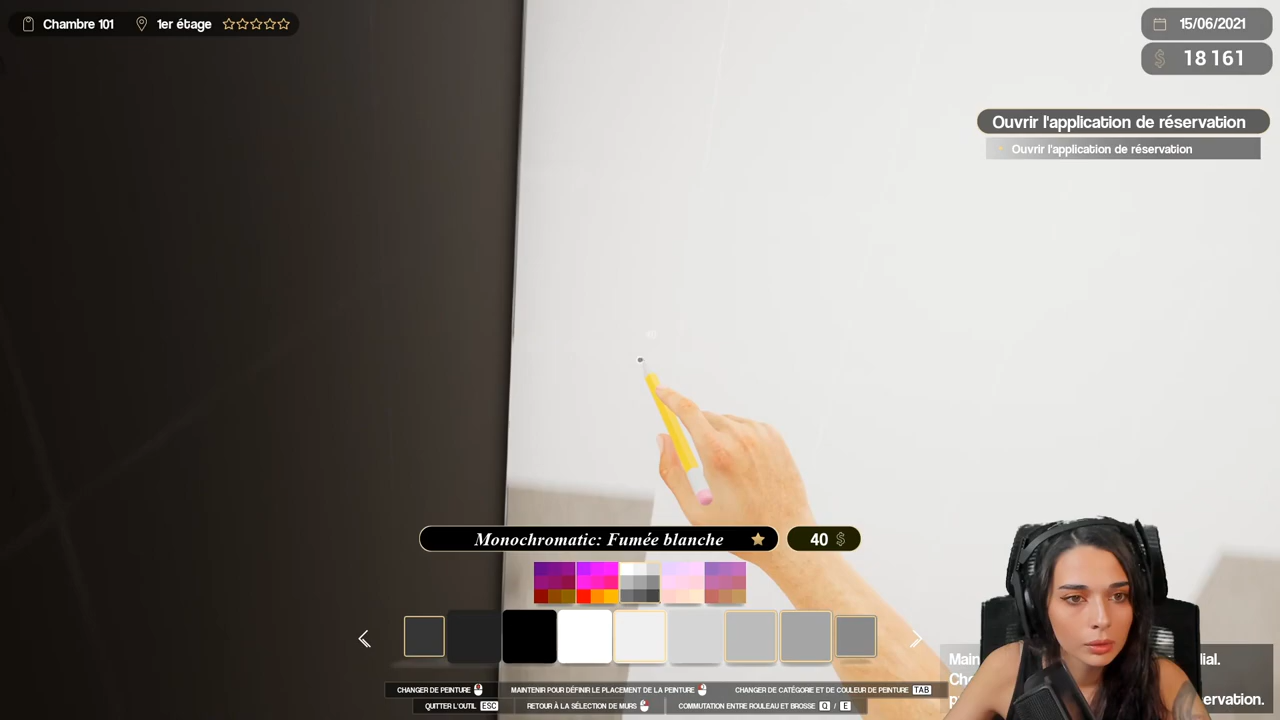 Chambre 101 1er étage
15/06/2021
$ 18 161
Ouvrir l'application de réservation
Ouvrir l'application de réservation
Monochromatic: Fumée blanche 40 $
CHANGER DE PEINTURE MAINTENIR POUR DÉFINIR LE PLACEMENT DE LA PEINTURE CHANGER DE CATÉGORIE ET DE COULEUR DE PEINTURE TAB
QUITTER L'OUTIL ESC RETOUR À LA SÉLECTION DE MURS COMMUTATION ENTRE ROULEAU ET BROSSE Q / E